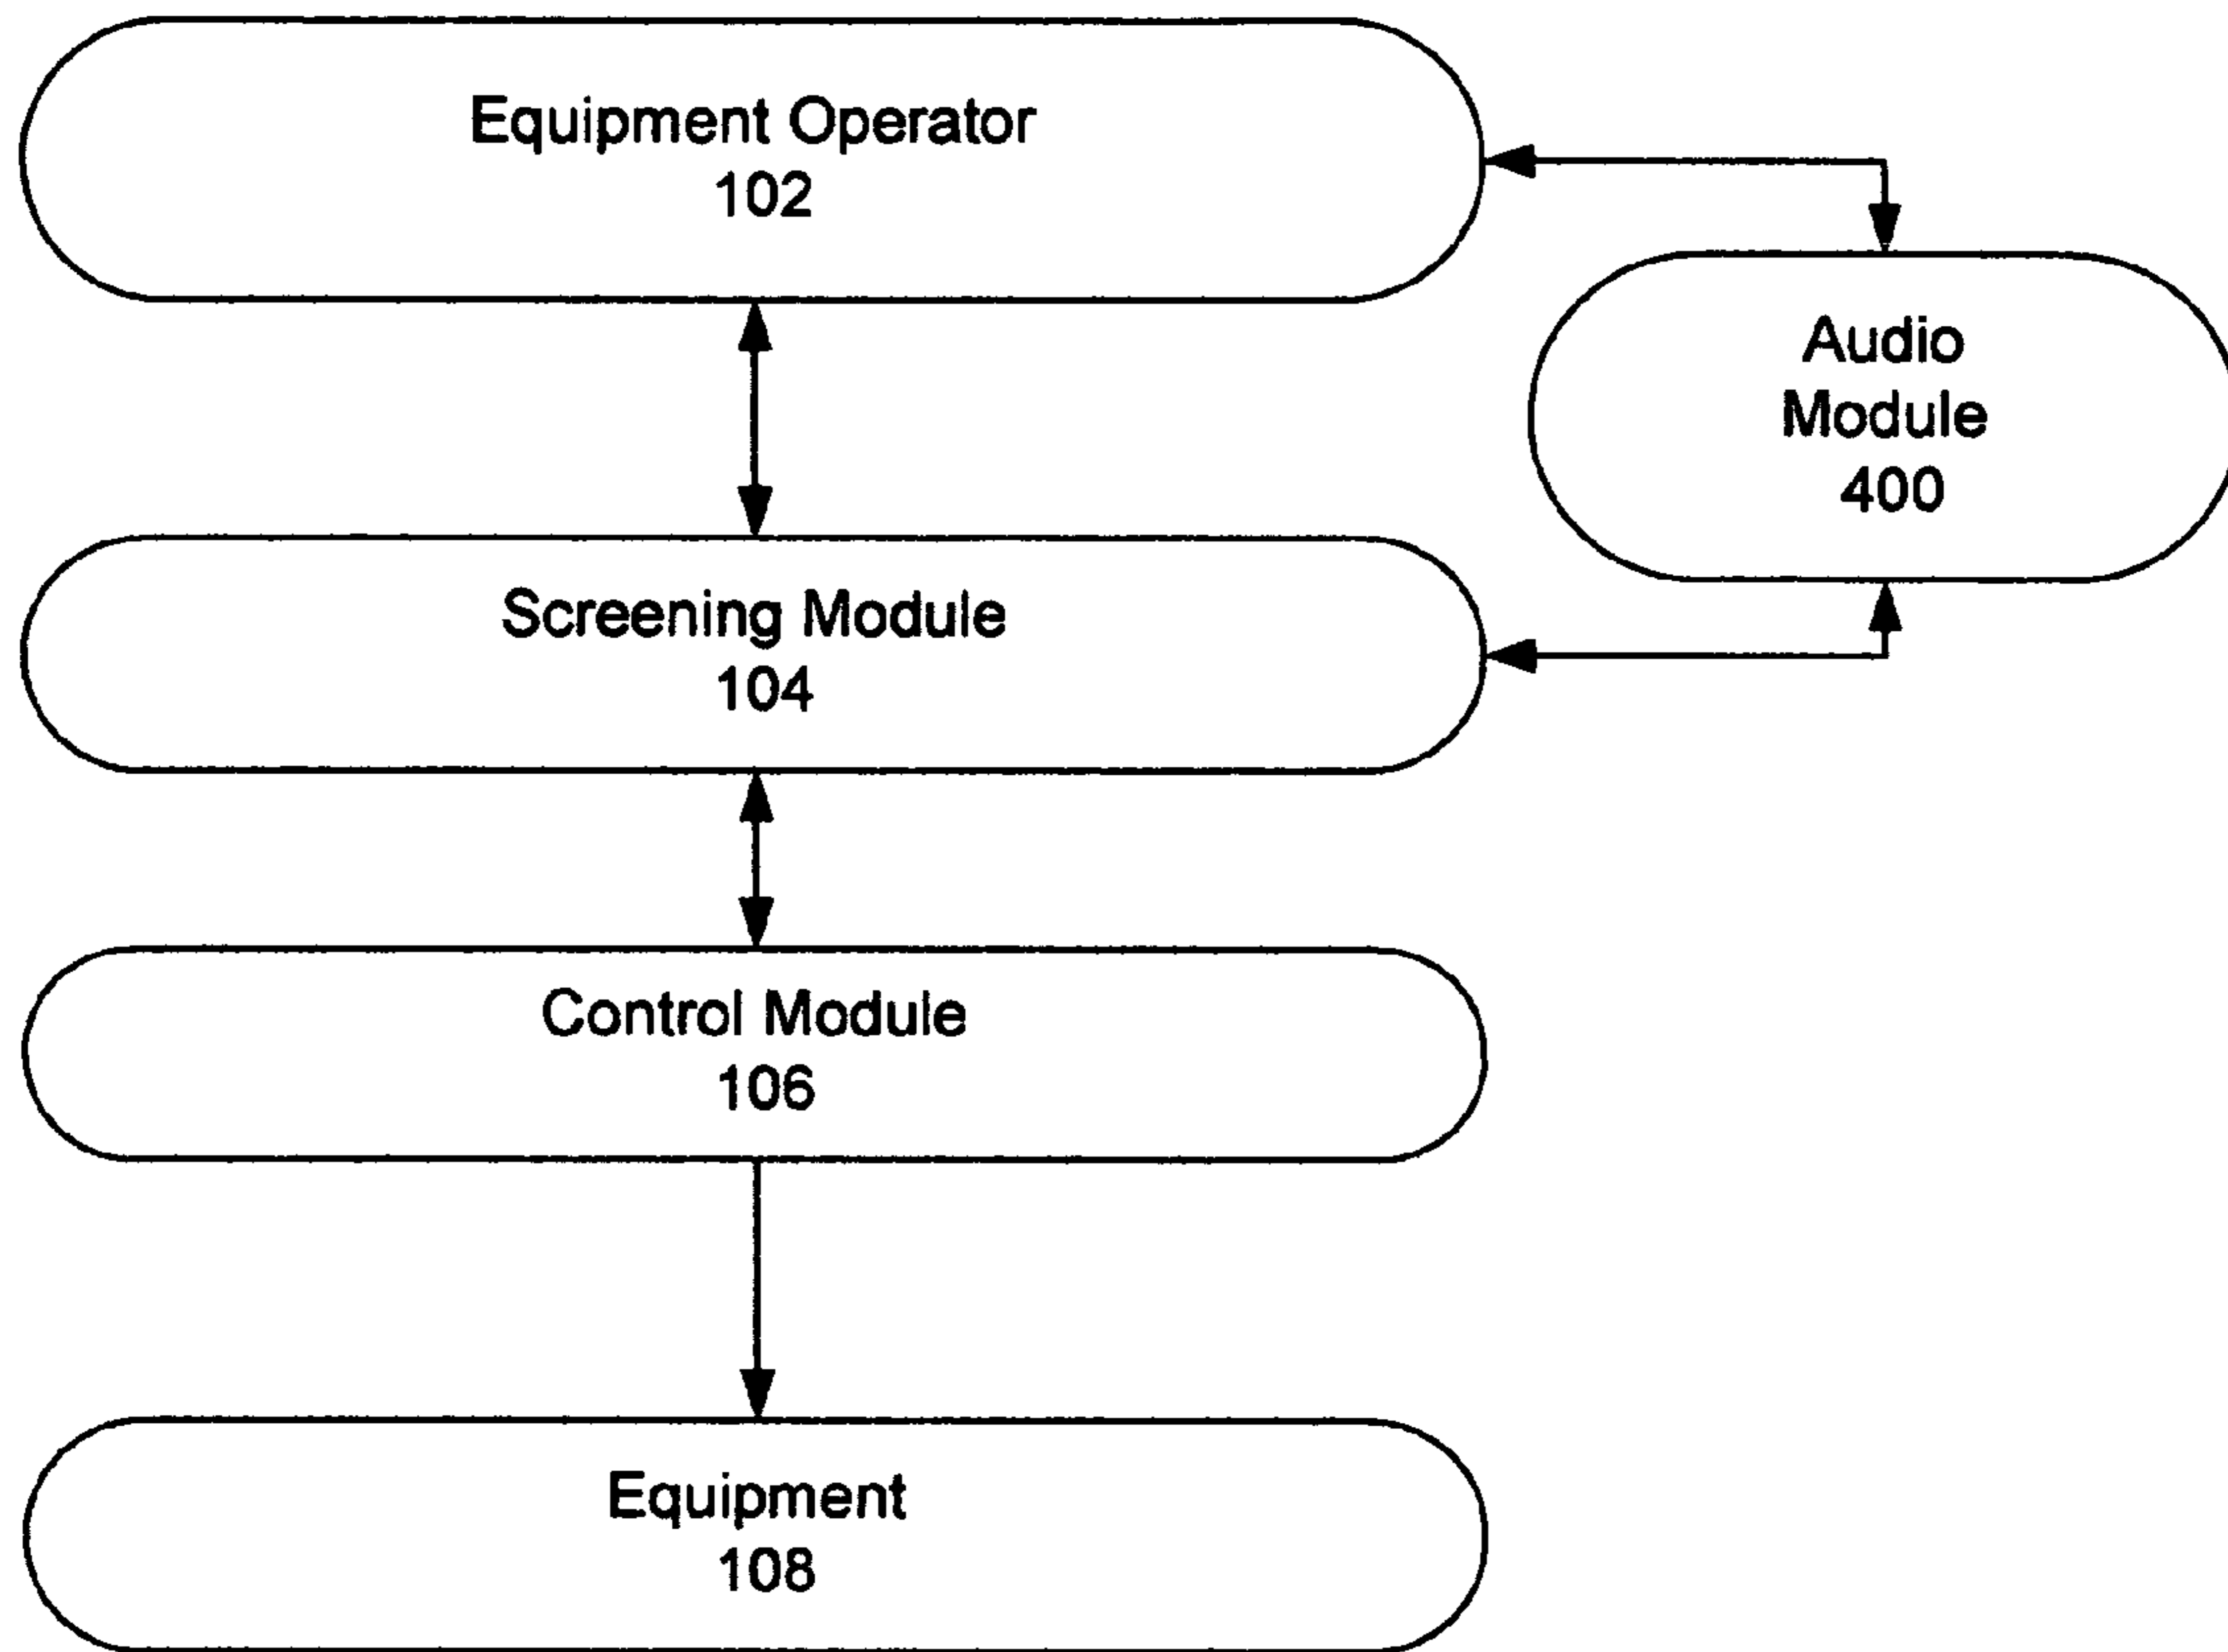 Equipment Operator
102
Audio
Module
400
Screening Module
104
Control Module
106
Equipment
108